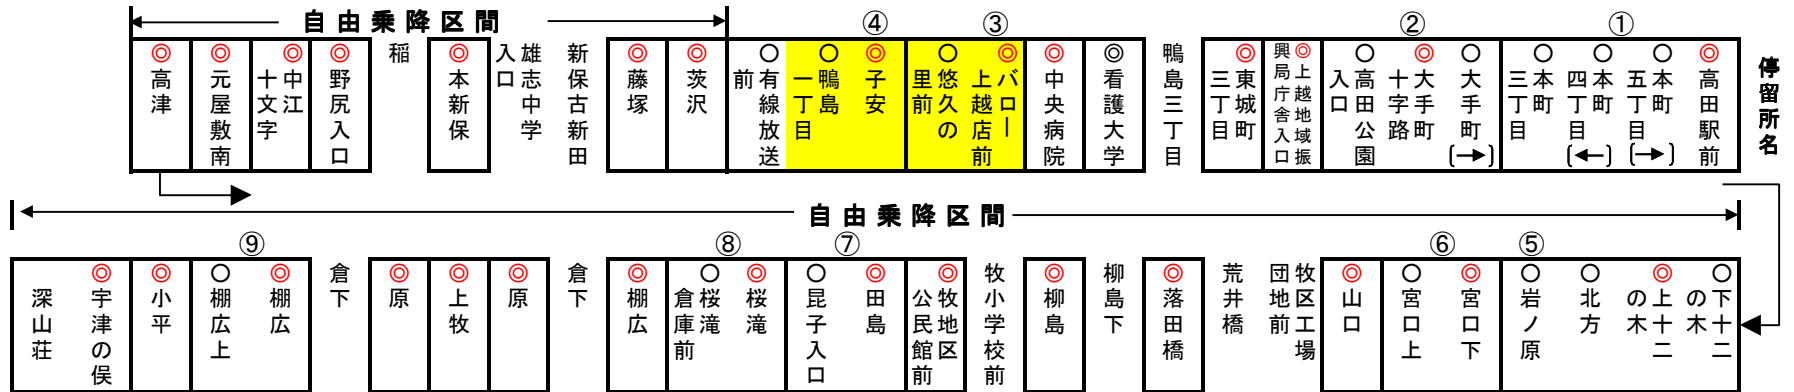 自由乗降区間
④ ③ ② ①
停留所名
◎高田駅前
○本町五丁目(→)
○本町四丁目(←)
○本町三丁目
○大手町(→)
◎大手町十字路
○高田公園入口
◎上越地域振興局庁舎入口
◎東城町三丁目
鴨島三丁目
◎看護大学
◎中央病院
◎バロー上越店前
○悠久の里前
◎子安
○鴨島一丁目
○有線放送前
◎茨沢
◎藤塚
新保古新田
雄志中学入口
◎本新保
稲
◎野尻入口
◎中江十文字
◎元屋敷南
◎高津
自由乗降区間
⑨ ⑧ ⑦ ⑥ ⑤
○下十二の木
◎上十二の木
○北方
○岩ノ原
◎宮口下
○宮口上
◎山口
牧区工場団地前
荒井橋
◎落田橋
柳島下
◎柳島
牧小学校前
◎牧地区公民館前
◎田島
○昆子入口
◎桜滝
○桜滝倉庫前
◎棚広
倉下
◎原
◎上牧
◎原
倉下
◎棚広
○棚広上
◎小平
◎宇津の俣
深山荘